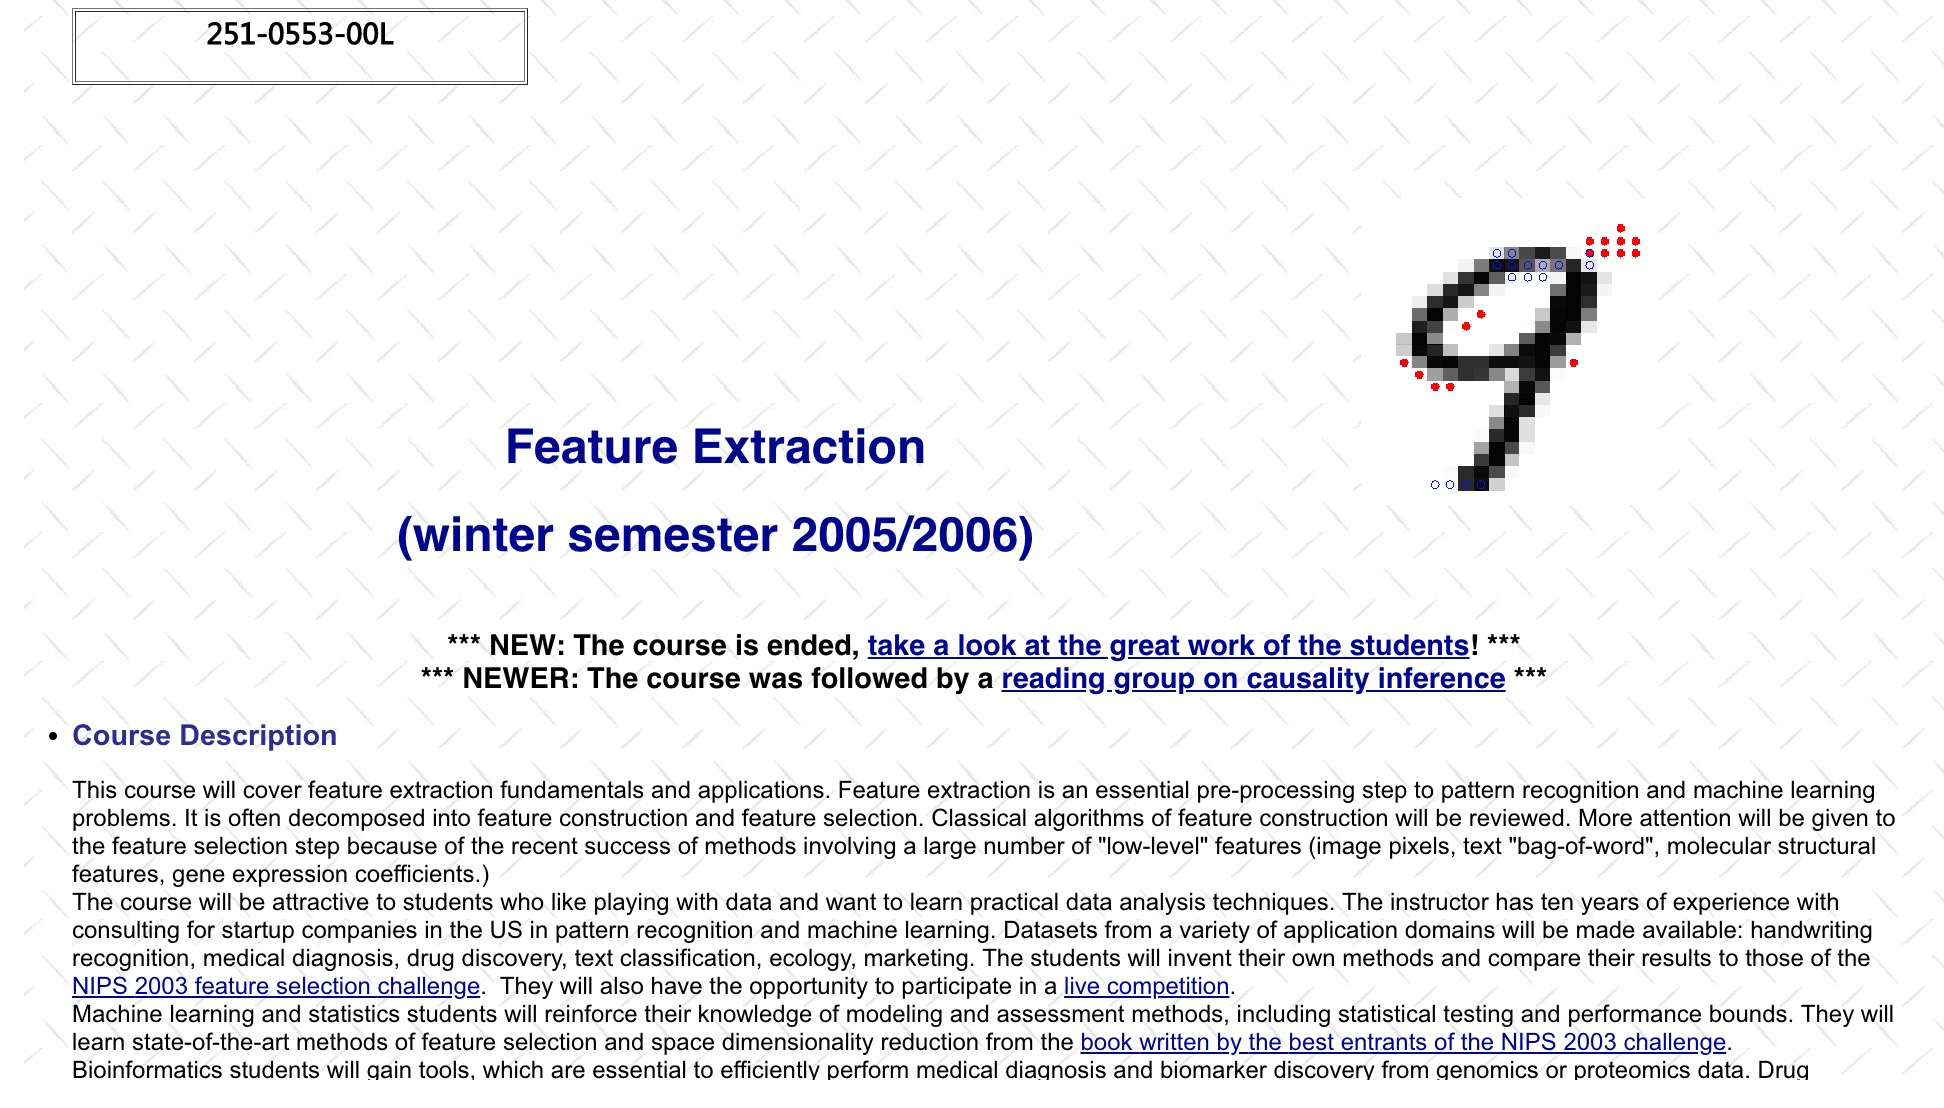 251-0553-00L
Feature Extraction
(winter semester 2005/2006)
*** NEW: The course is ended, take a look at the great work of the students! ***
*** NEWER: The course was followed by a reading group on causality inference ***
• Course Description
This course will cover feature extraction fundamentals and applications. Feature extraction is an essential pre-processing step to pattern recognition and machine learning
problems. It is often decomposed into feature construction and feature selection. Classical algorithms of feature construction will be reviewed. More attention will be given to
the feature selection step because of the recent success of methods involving a large number of "low-level" features (image pixels, text "bag-of-word", molecular structural
features, gene expression coefficients.)
The course will be attractive to students who like playing with data and want to learn practical data analysis techniques. The instructor has ten years of experience with
consulting for startup companies in the US in pattern recognition and machine learning. Datasets from a variety of application domains will be made available: handwriting
recognition, medical diagnosis, drug discovery, text classification, ecology, marketing. The students will invent their own methods and compare their results to those of the
NIPS 2003 feature selection challenge.  They will also have the opportunity to participate in a live competition.
Machine learning and statistics students will reinforce their knowledge of modeling and assessment methods, including statistical testing and performance bounds. They will
learn state-of-the-art methods of feature selection and space dimensionality reduction from the book written by the best entrants of the NIPS 2003 challenge.
Bioinformatics students will gain tools, which are essential to efficiently perform medical diagnosis and biomarker discovery from genomics or proteomics data. Drug